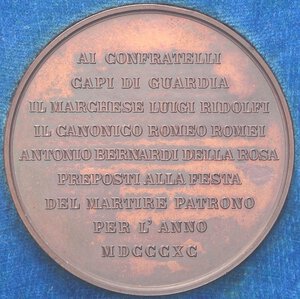 AI CONFRATELLI
CAPI DI GUARDIA
IL MARCHESE LUIGI RIDOLFI
IL CANONICO ROMEO ROMEI
ANTONIO BERNARDI DELLA ROSA
PREPOSTI ALLA FESTA
DEL MARTIRE PATRONO
PER L'ANNO
MDCCCXC